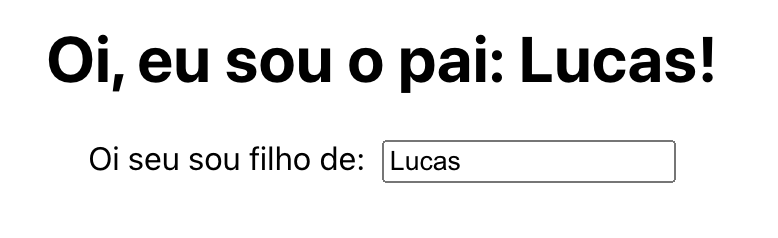 Oi, eu sou o pai: Lucas!
Oi seu sou filho de: Lucas